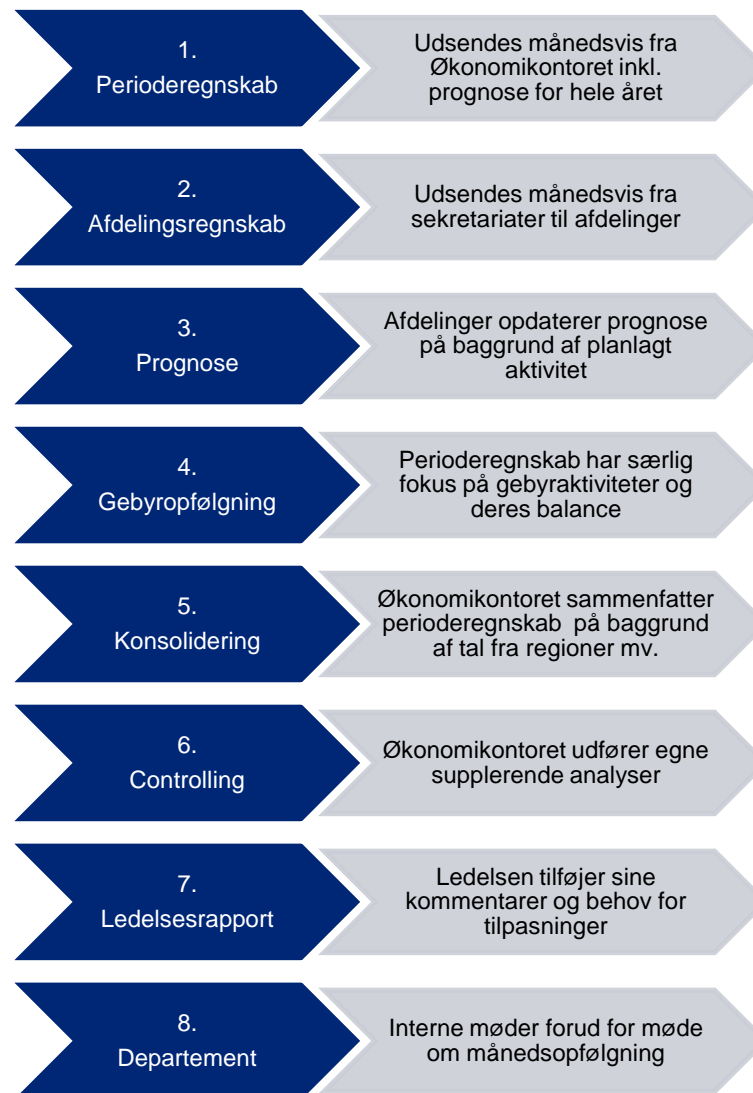 1.
Perioderegnskab
Udsendes månedsvis fra
Økonomikontoret inkl.
prognose for hele året
2.
Afdelingsregnskab
Udsendes månedsvis fra
sekretariater til afdelinger
3.
Prognose
Afdelinger opdaterer prognose
på baggrund af planlagt
aktivitet
4.
Gebyropfølgning
Perioderegnskab har særlig
fokus på gebyraktiviteter og
deres balance
5.
Konsolidering
Økonomikontoret sammenfatter
perioderegnskab på baggrund
af tal fra regioner mv.
6.
Controlling
Økonomikontoret udfører egne
supplerende analyser
7.
Ledelsesrapport
Ledelsen tilføjer sine
kommentarer og behov for
tilpasninger
8.
Departement
Interne møder forud for møde
om månedsopfølgning